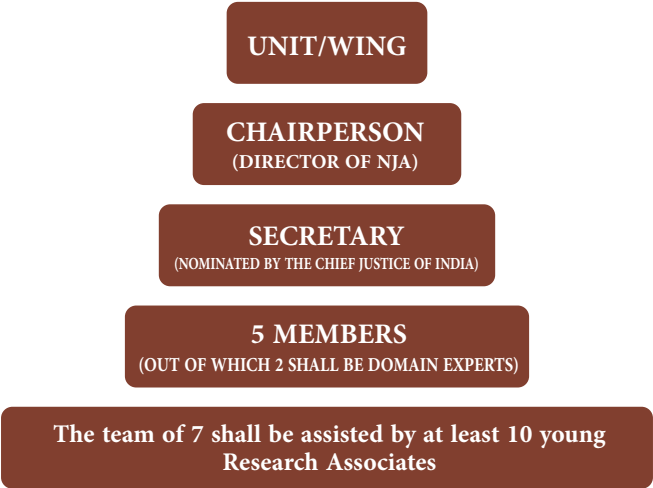 UNIT/WING
CHAIRPERSON
(DIRECTOR OF NJA)
SECRETARY
(NOMINATED BY THE CHIEF JUSTICE OF INDIA)
5 MEMBERS
(OUT OF WHICH 2 SHALL BE DOMAIN EXPERTS)
The team of 7 shall be assisted by at least 10 young
Research Associates